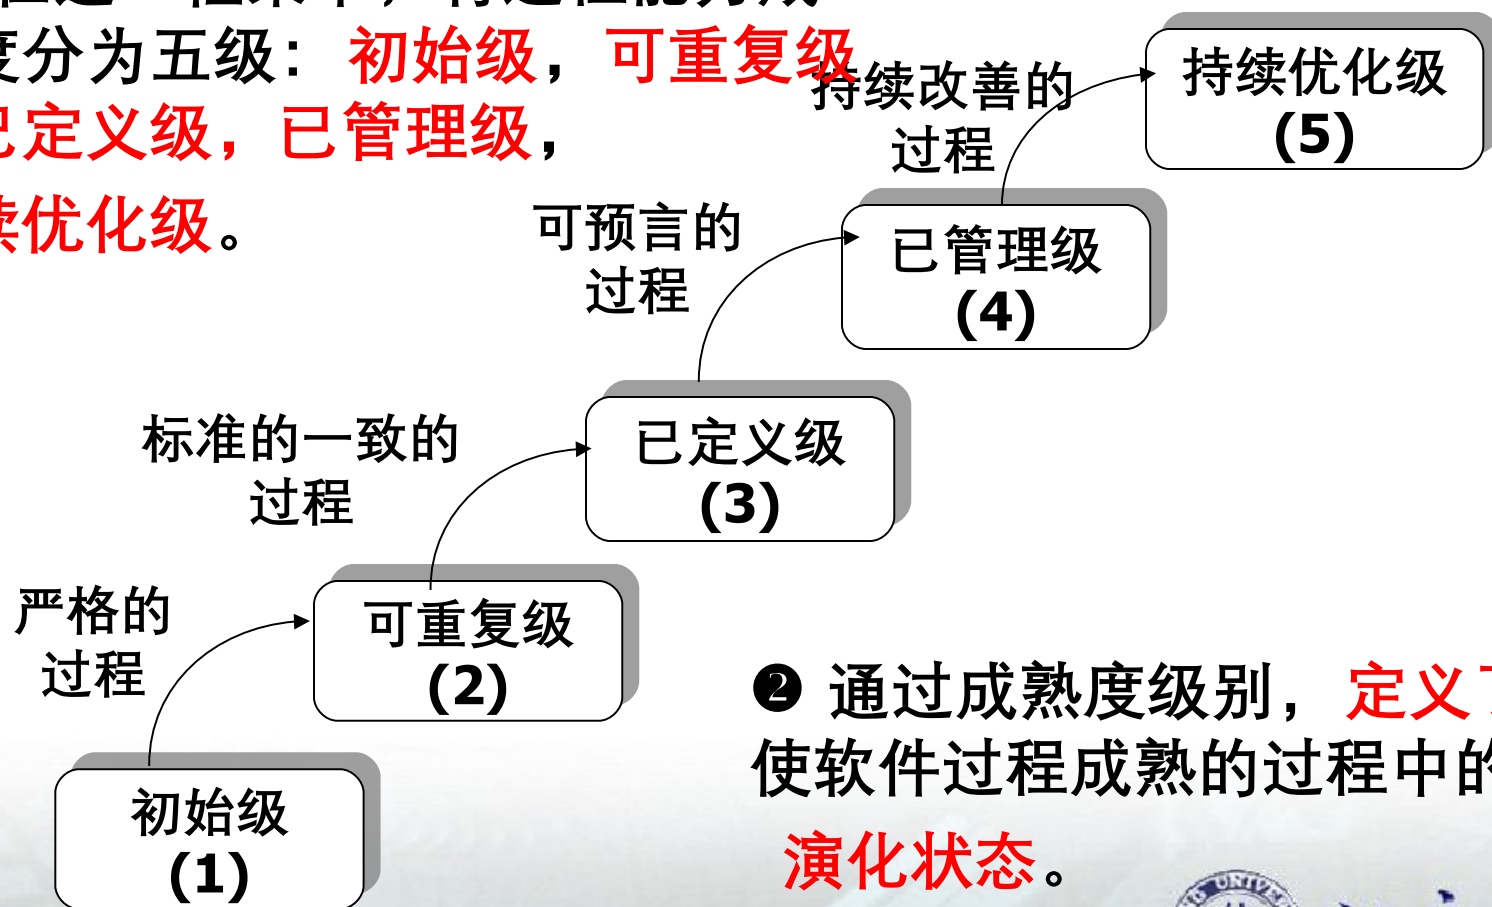 度分为五级：初始级，可重复级
已定义级，已管理级，
续优化级。
持续改善的
过程
持续优化级
(5)
可预言的
过程
已管理级
(4)
标准的一致的
过程
已定义级
(3)
严格的
过程
可重复级
(2)
初始级
(1)
❷ 通过成熟度级别，定义了
使软件过程成熟的过程中的
演化状态。